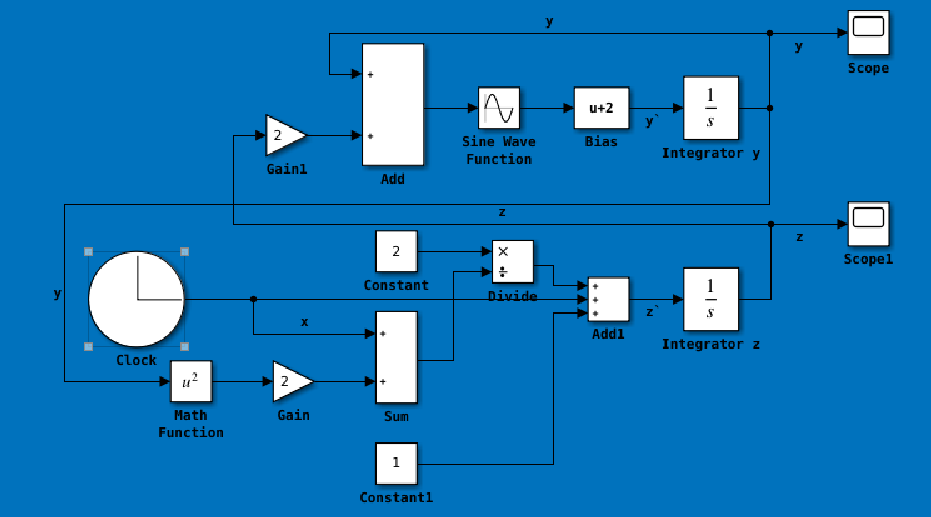 y
y
Scope
+
+
2
Gain1
Add
Sine Wave
Function
u+2
Bias
y`
1
s
Integrator y
z
z
Scope1
2
Constant
×
÷
Divide
y
Clock
x
+
+
+
Add1
z`
1
s
Integrator z
+
+
Sum
u²
Math
Function
2
Gain
1
Constant1